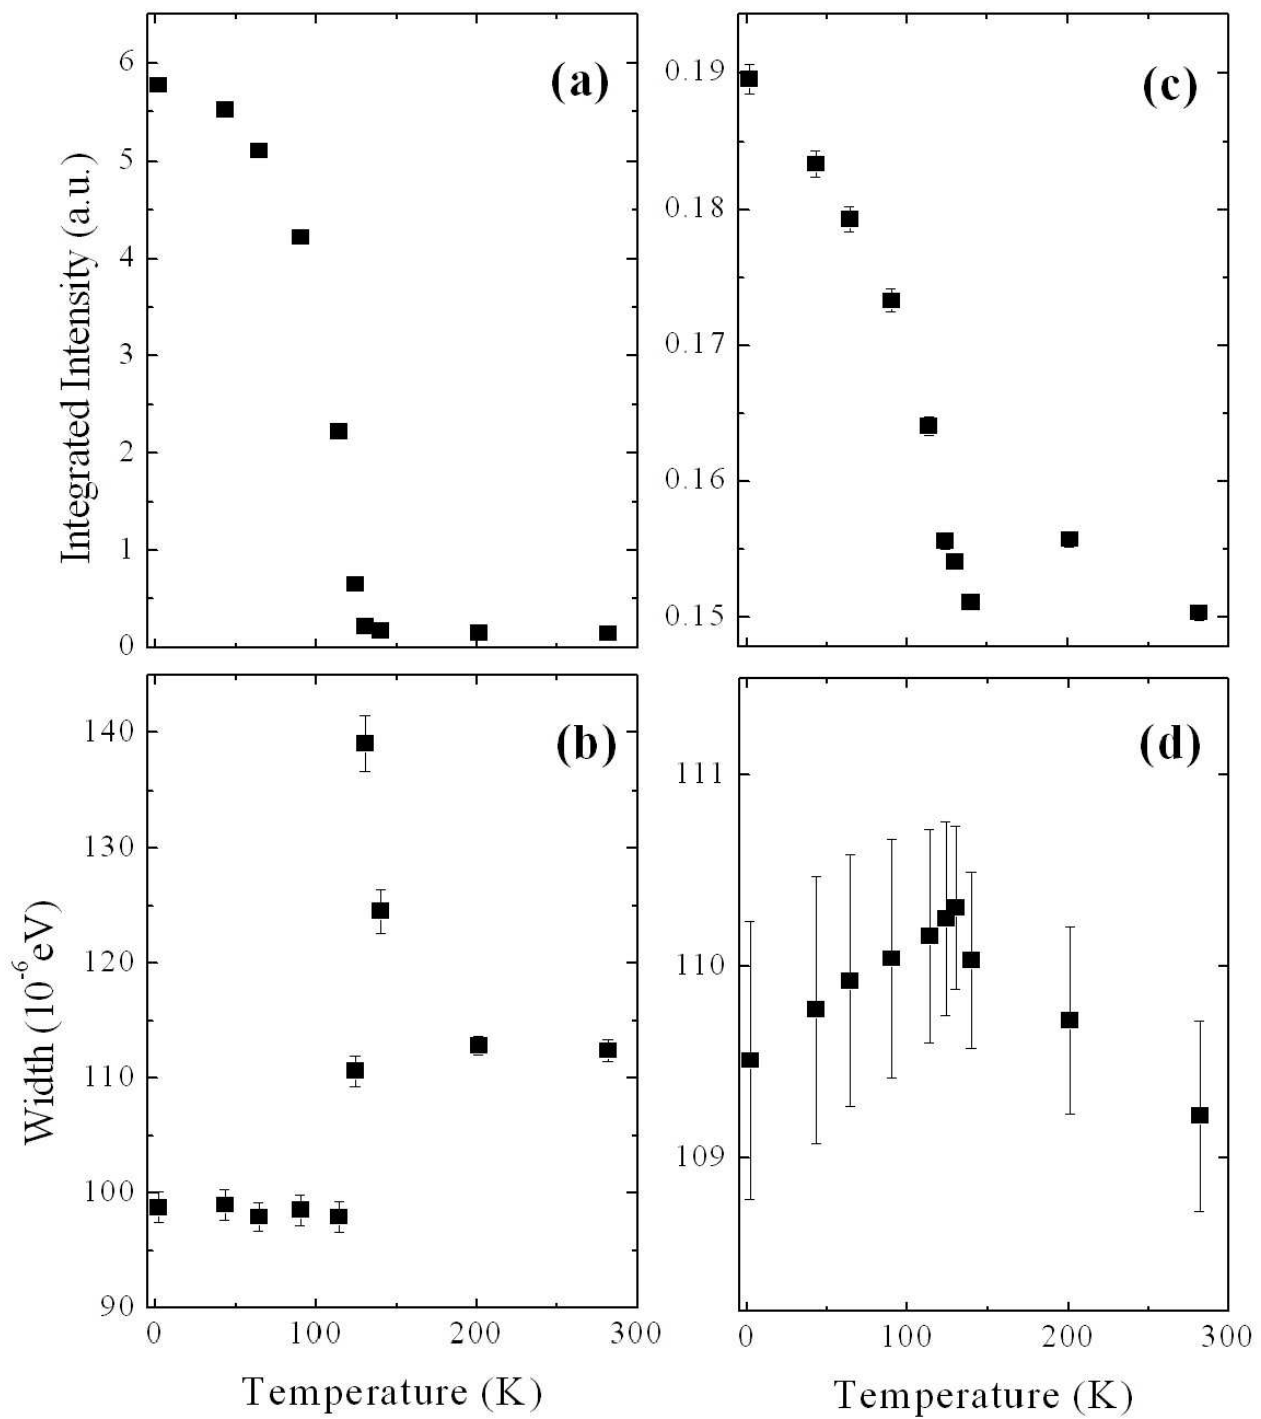 (a)
6
5
4
3
2
1
0
Integrated Intensity (a.u.)
(c)
0.19
0.18
0.17
0.16
0.15
(b)
140
130
120
110
100
90
Width (10⁻⁶eV)
0 100 200 300
Temperature (K)
(d)
111
110
109
0 100 200 300
Temperature (K)